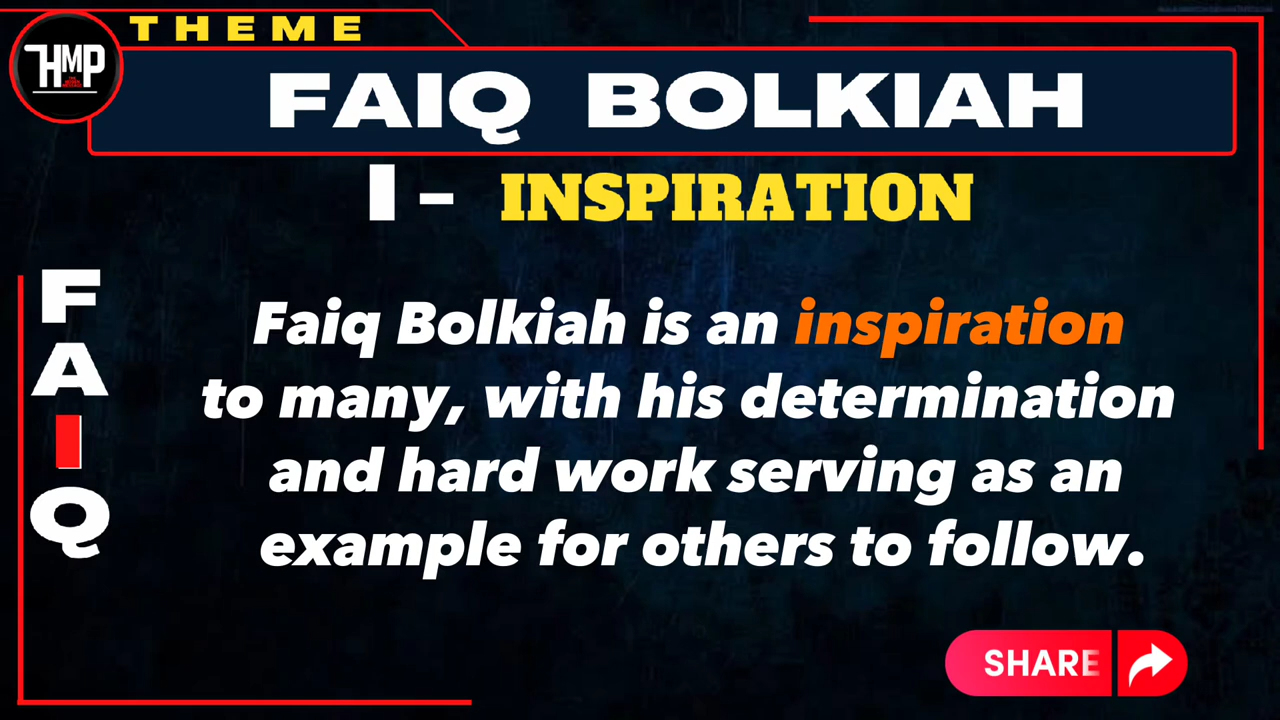 THEME
HMP
FAIQ BOLKIAH
I - INSPIRATION
F
A
I
Q
Faiq Bolkiah is an inspiration
to many, with his determination
and hard work serving as an
example for others to follow.
SHARE